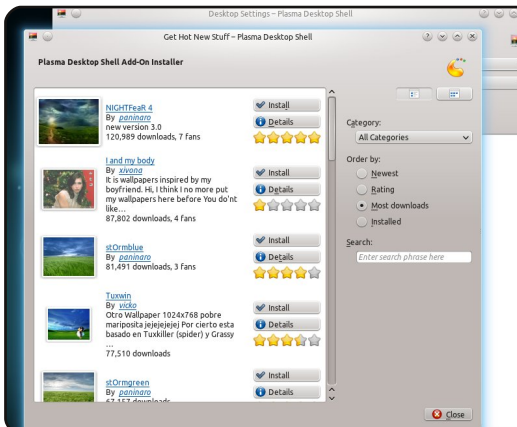 Desktop Settings – Plasma Desktop Shell
Get Hot New Stuff – Plasma Desktop Shell
Plasma Desktop Shell Add-On Installer
NIGHTFeaR 4
By paninaro
new version 3.0
120,989 downloads, 7 fans
Install
Details
I and my body
By xivona
It is wallpapers inspired by my
boyfriend. Hi, I think I no more put
my wallpapers here before You do'nt
like...
87,802 downloads, 4 fans
Install
Details
stOrmblue
By paninaro
81,491 downloads, 3 fans
Install
Details
Tuxwin
By vicko
Otro Wallpaper 1024x768 pobre
mariposita jejejejejej Por cierto esta
basado en Tuxkiller (spider) y Grassy
...
77,510 downloads
Install
Details
stOrmgreen
By paninaro
67,157 downloads
Install
Details
Category:
All Categories
Order by:
Newest
Rating
Most downloads
Installed
Search:
Enter search phrase here
Close